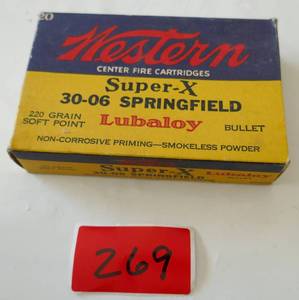 20
Western
CENTER FIRE CARTRIDGES
Super-X
30-06 SPRINGFIELD
220 GRAIN
SOFT POINT
Lubaloy
BULLET
NON-CORROSIVE PRIMING—SMOKELESS POWDER
Super-X
30-06 SPRINGFIELD
Lubaloy
269